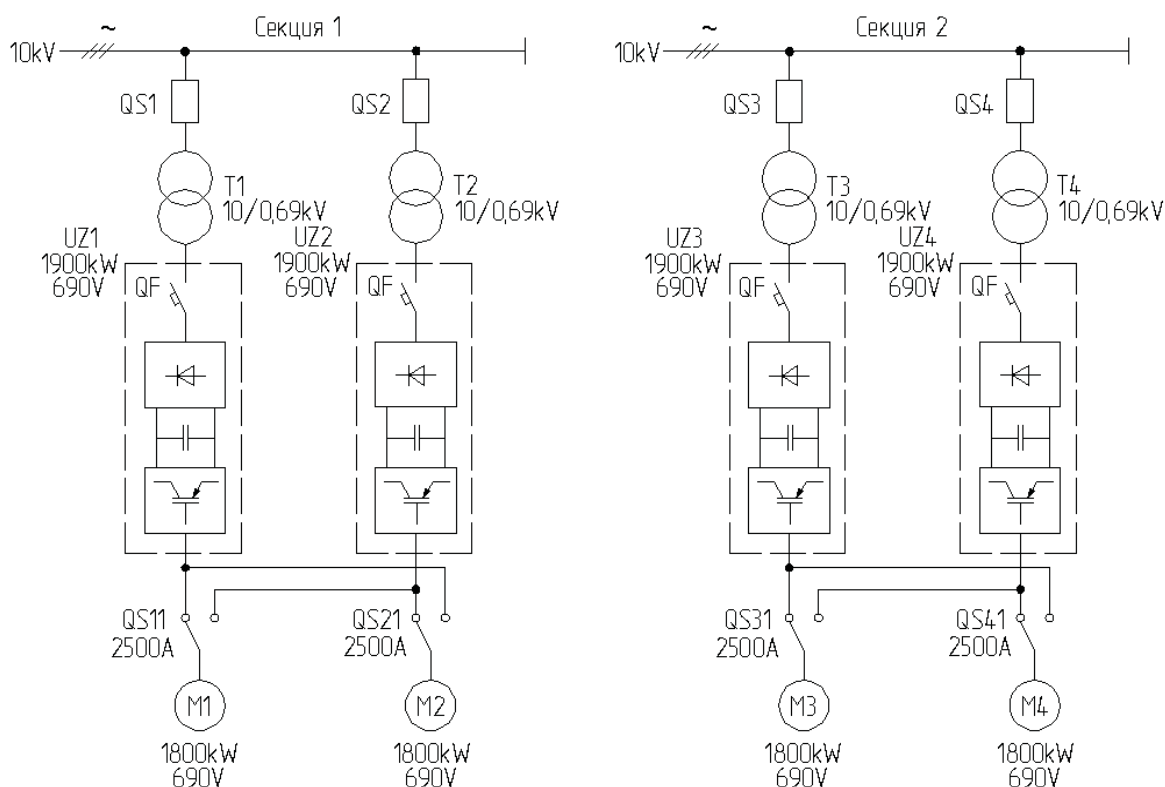 ~
Секция 1
10kV
QS1
QS2
T1
10/0,69kV
T2
10/0,69kV
UZ1
1900kW
690V
QF
UZ2
1900kW
690V
QF
QS11
2500A
QS21
2500A
M1
M2
1800kW
690V
1800kW
690V
~
Секция 2
10kV
QS3
QS4
T3
10/0,69kV
T4
10/0,69kV
UZ3
1900kW
690V
QF
UZ4
1900kW
690V
QF
QS31
2500A
QS41
2500A
M3
M4
1800kW
690V
1800kW
690V